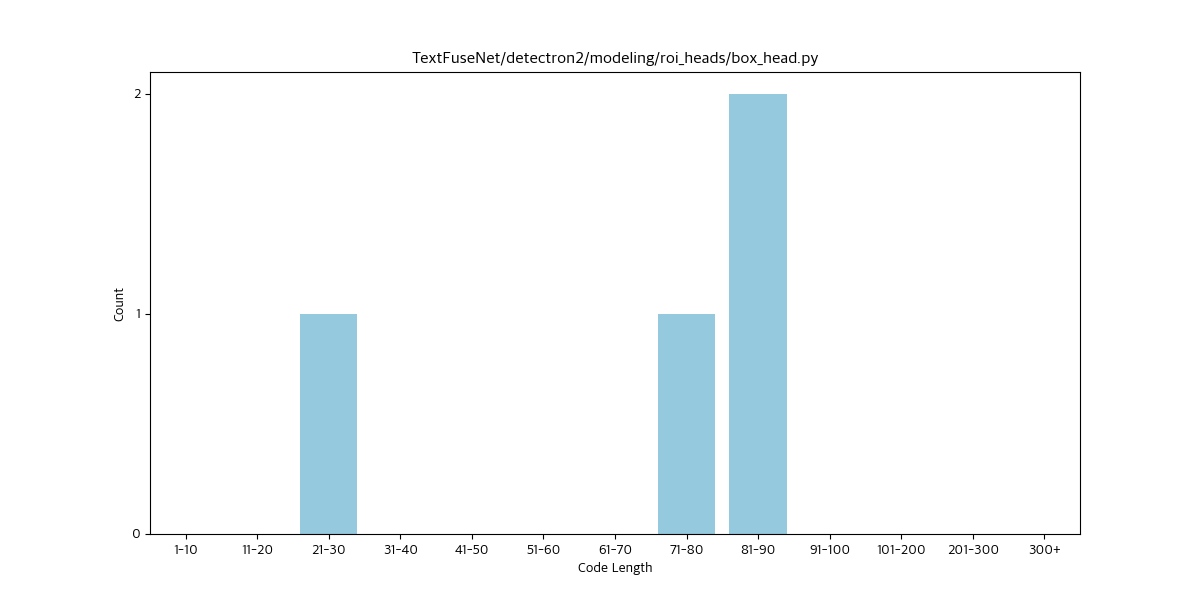 TextFuseNet/detectron2/modeling/roi_heads/box_head.py
2
1
0
Count
1-10 11-20 21-30 31-40 41-50 51-60 61-70 71-80 81-90 91-100 101-200 201-300 300+
Code Length